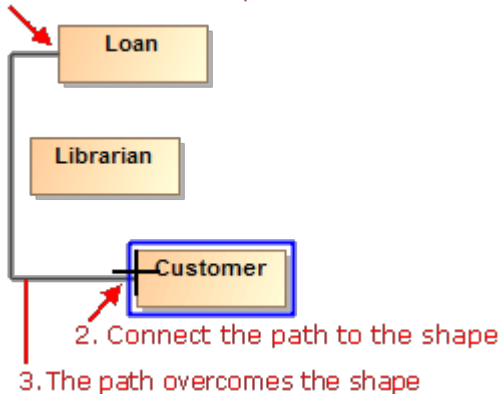 Loan
Librarian
Customer
2. Connect the path to the shape
3. The path overcomes the shape